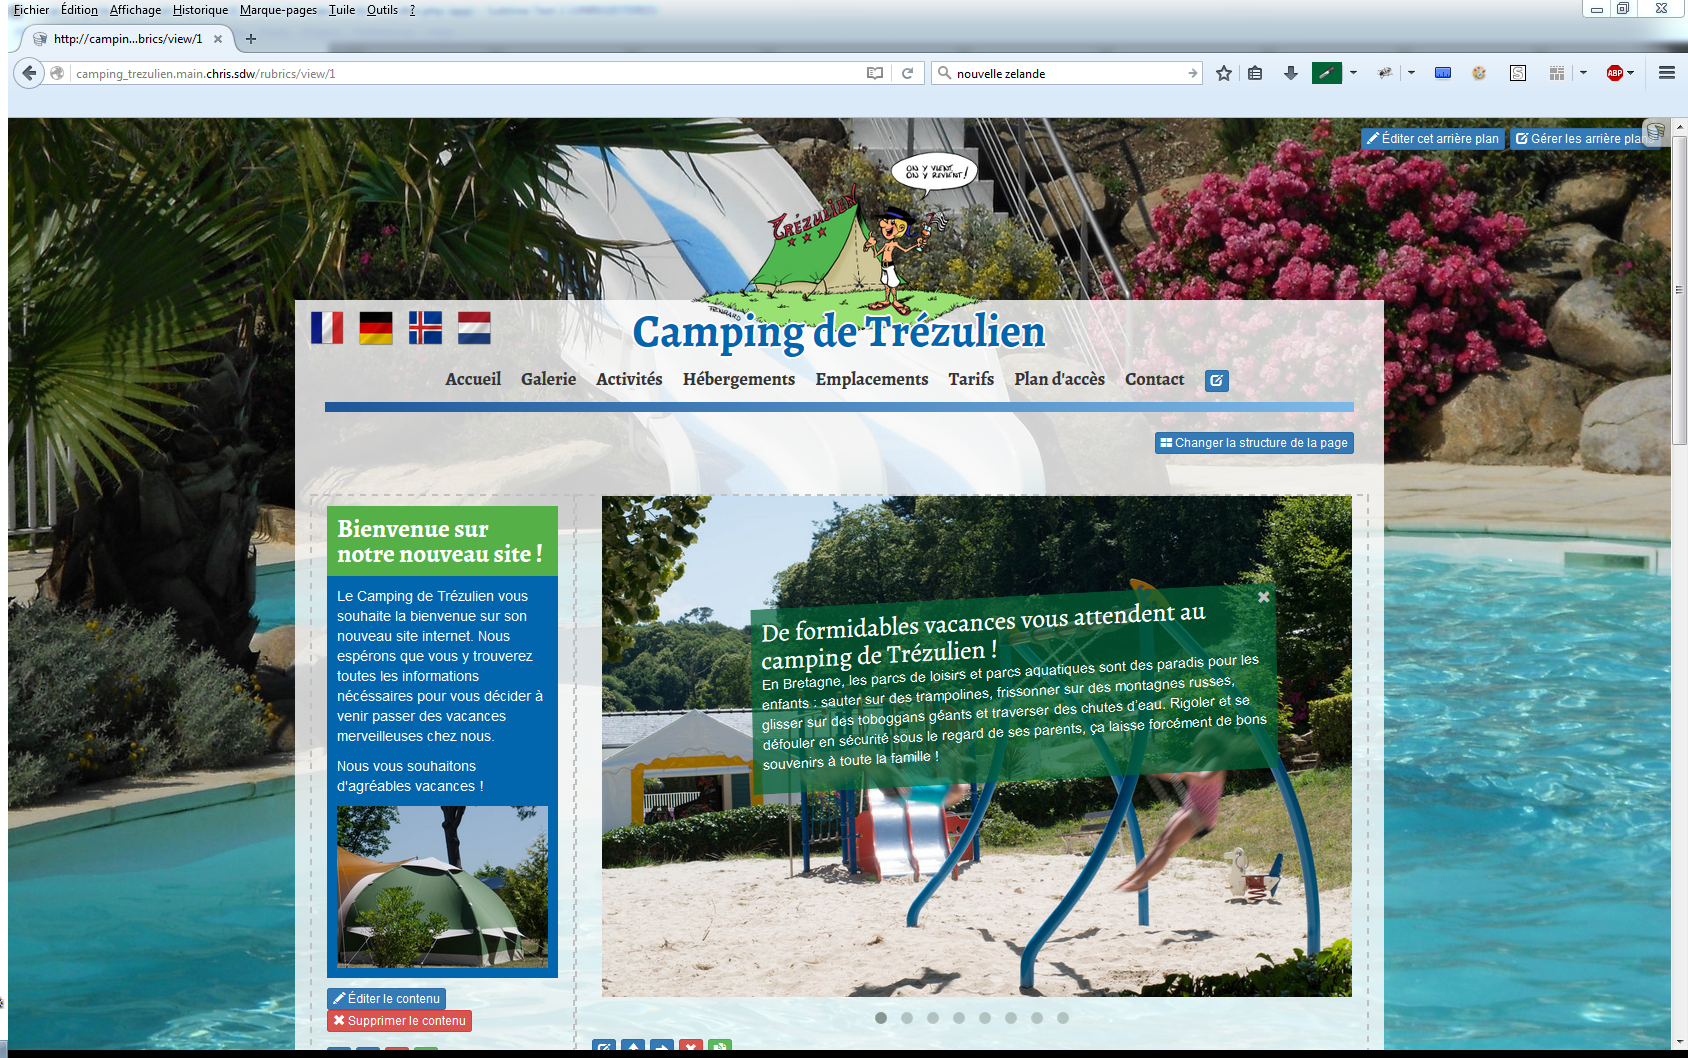 Fichier Édition Affichage Historique Marque-pages Tuile Outils ?
http://campin...brics/view/1
camping_trezulien.main.chris.sdw/rubrics/view/1
nouvelle zelande
ABP
Éditer cet arrière plan
Gérer les arrière plans
ON Y VIENT,
ON Y REVIENT !
TRÉZULIEN
Camping de Trézulien
Accueil Galerie Activités Hébergements Emplacements Tarifs Plan d'accès Contact
Changer la structure de la page
Bienvenue sur
notre nouveau site !
Le Camping de Trézulien vous
souhaite la bienvenue sur son
nouveau site internet. Nous
espérons que vous y trouverez
toutes les informations
nécéssaires pour vous décider à
venir passer des vacances
merveilleuses chez nous.
Nous vous souhaitons
d'agréables vacances !
Éditer le contenu
Supprimer le contenu
De formidables vacances vous attendent au
camping de Trézulien !
En Bretagne, les parcs de loisirs et parcs aquatiques sont des paradis pour les
enfants : sauter sur des trampolines, frissonner sur des montagnes russes,
glisser sur des toboggans géants et traverser des chutes d'eau. Rigoler et se
défouler en sécurité sous le regard de ses parents, ça laisse forcément de bons
souvenirs à toute la famille !